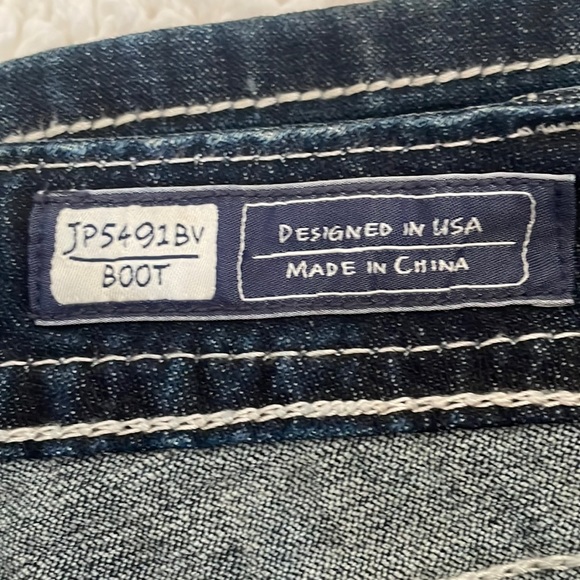 JP5491BV
BOOT
DESIGNED IN USA
MADE IN CHINA